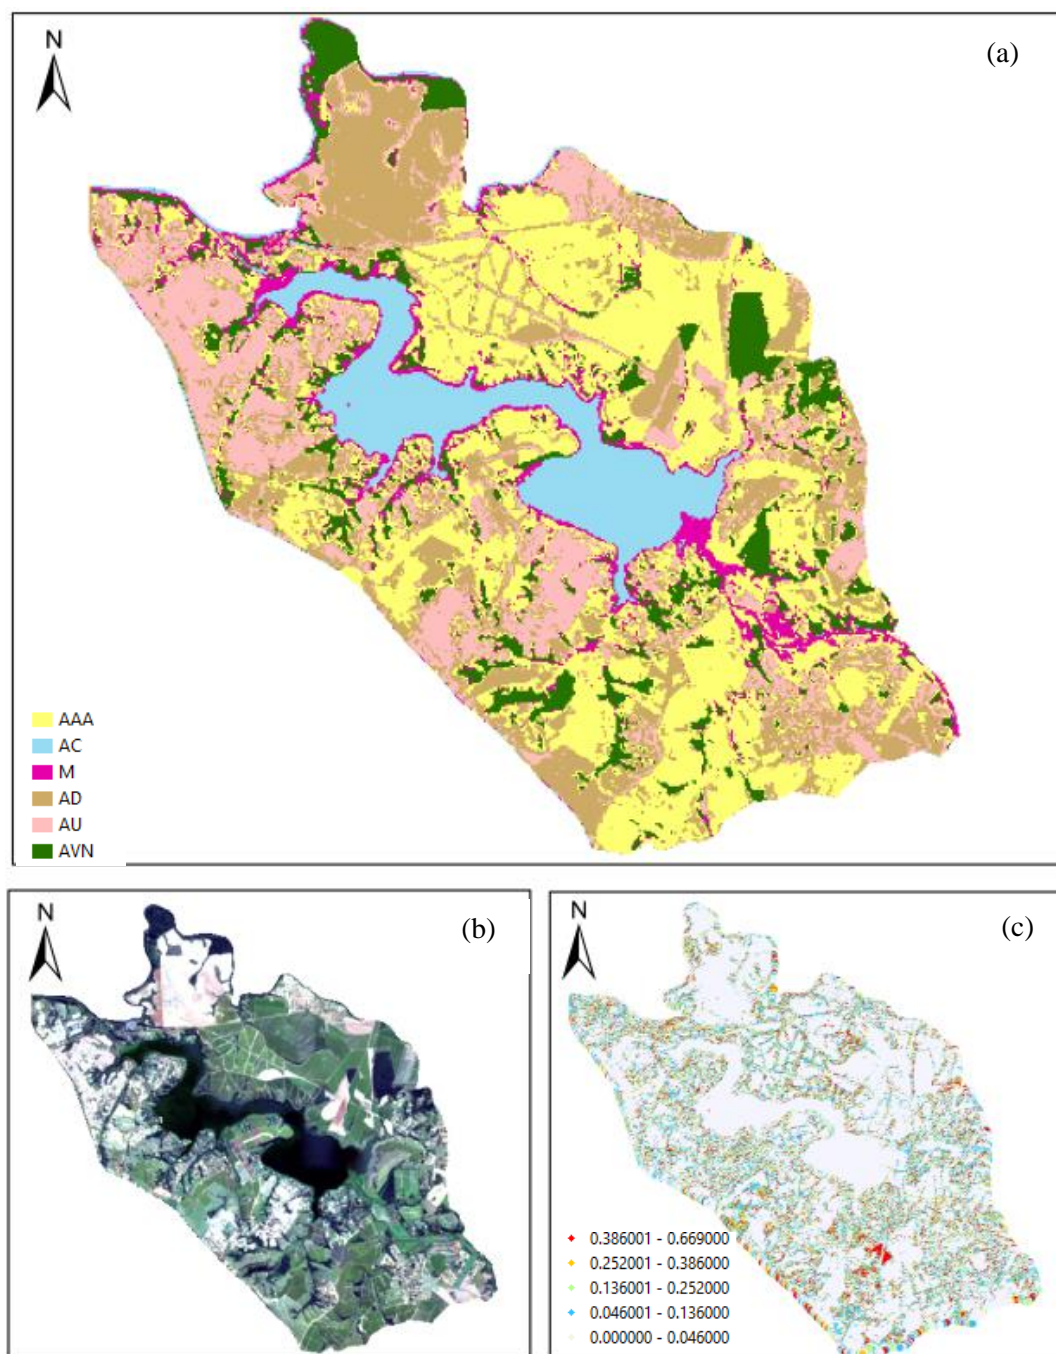 N
(a)
AAA
AC
M
AD
AU
AVN
N
(b)
N
(c)
0.386001 - 0.669000
0.252001 - 0.386000
0.136001 - 0.252000
0.046001 - 0.136000
0.000000 - 0.046000